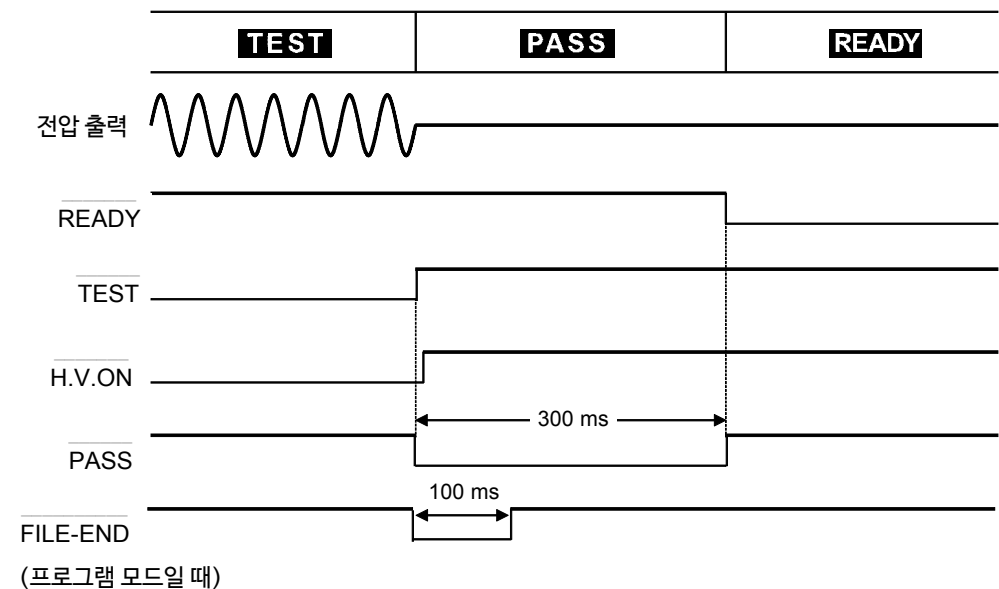 TEST PASS READY
전압 출력
READY
TEST
H.V.ON
300 ms
PASS
100 ms
FILE-END
(프로그램 모드일 때)